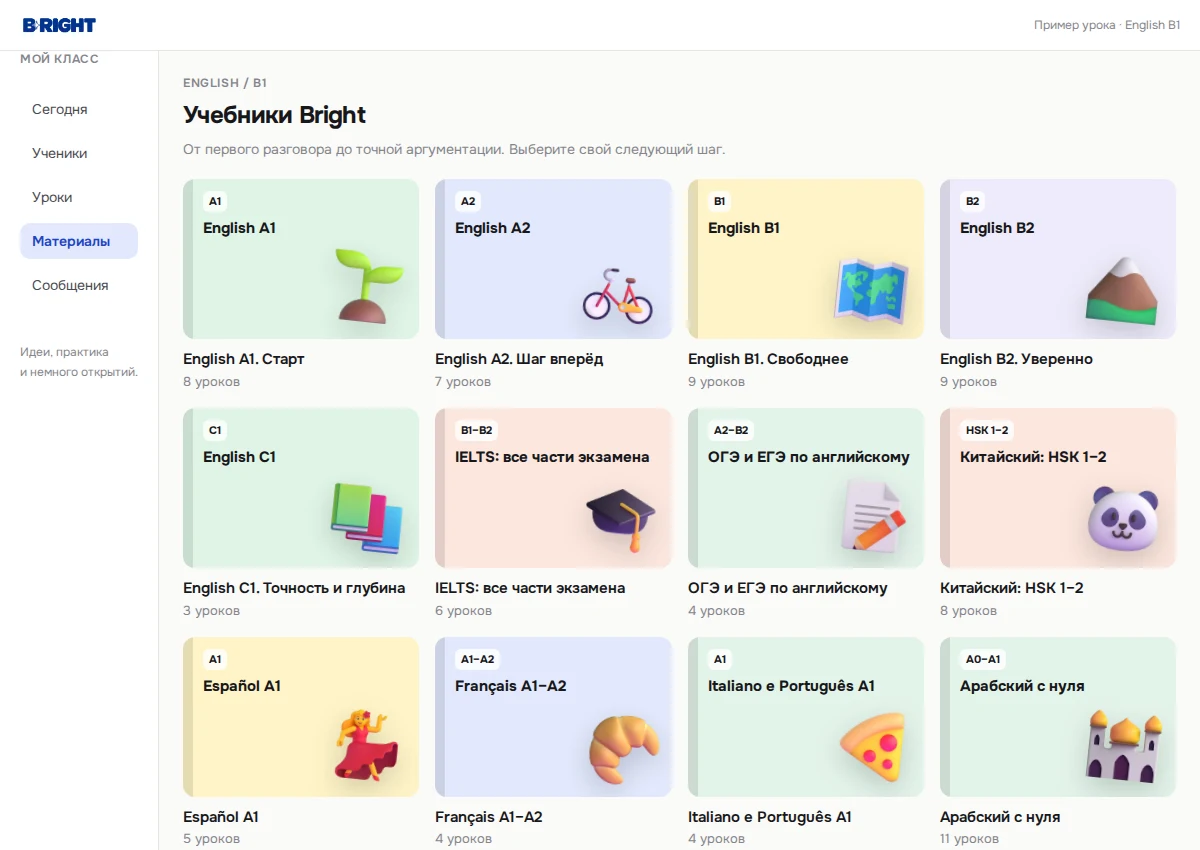 BRIGHT
Пример урока · English B1
МОЙ КЛАСС
Сегодня
Ученики
Уроки
Материалы
Сообщения
Идеи, практика
и немного открытий.
ENGLISH / B1
Учебники Bright
От первого разговора до точной аргументации. Выберите свой следующий шаг.
A1
English A1
English A1. Старт
8 уроков
A2
English A2
English A2. Шаг вперёд
7 уроков
B1
English B1
English B1. Свободнее
9 уроков
B2
English B2
English B2. Уверенно
9 уроков
C1
English C1
English C1. Точность и глубина
3 уроков
B1–B2
IELTS: все части экзамена
IELTS: все части экзамена
6 уроков
A2–B2
ОГЭ и ЕГЭ по английскому
ОГЭ и ЕГЭ по английскому
4 уроков
HSK 1–2
Китайский: HSK 1–2
Китайский: HSK 1–2
8 уроков
A1
Español A1
Español A1
5 уроков
A1–A2
Français A1–A2
Français A1–A2
4 уроков
A1
Italiano e Português A1
Italiano e Português A1
4 уроков
A0–A1
Арабский с нуля
Арабский с нуля
11 уроков